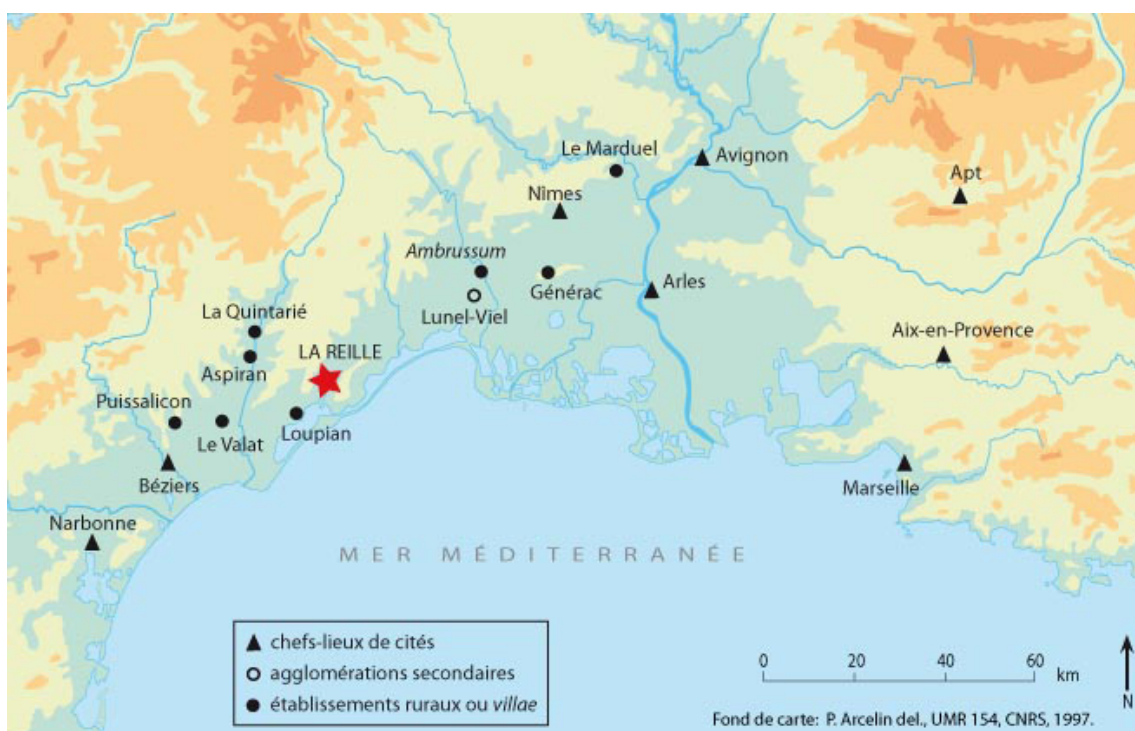 Le Marduel
Avignon
Apt
Nîmes
Ambrussum
Générac
Arles
Lunel-Viel
La Quintarié
LA REILLE
Aix-en-Provence
Aspiran
Puissalicon
Loupian
Le Valat
Béziers
Marseille
Narbonne
MER MÉDITERRANÉE
chefs-lieux de cités
agglomérations secondaires
établissements ruraux ou villae
0 20 40 60
km
N
Fond de carte: P. Arcelin del., UMR 154, CNRS, 1997.